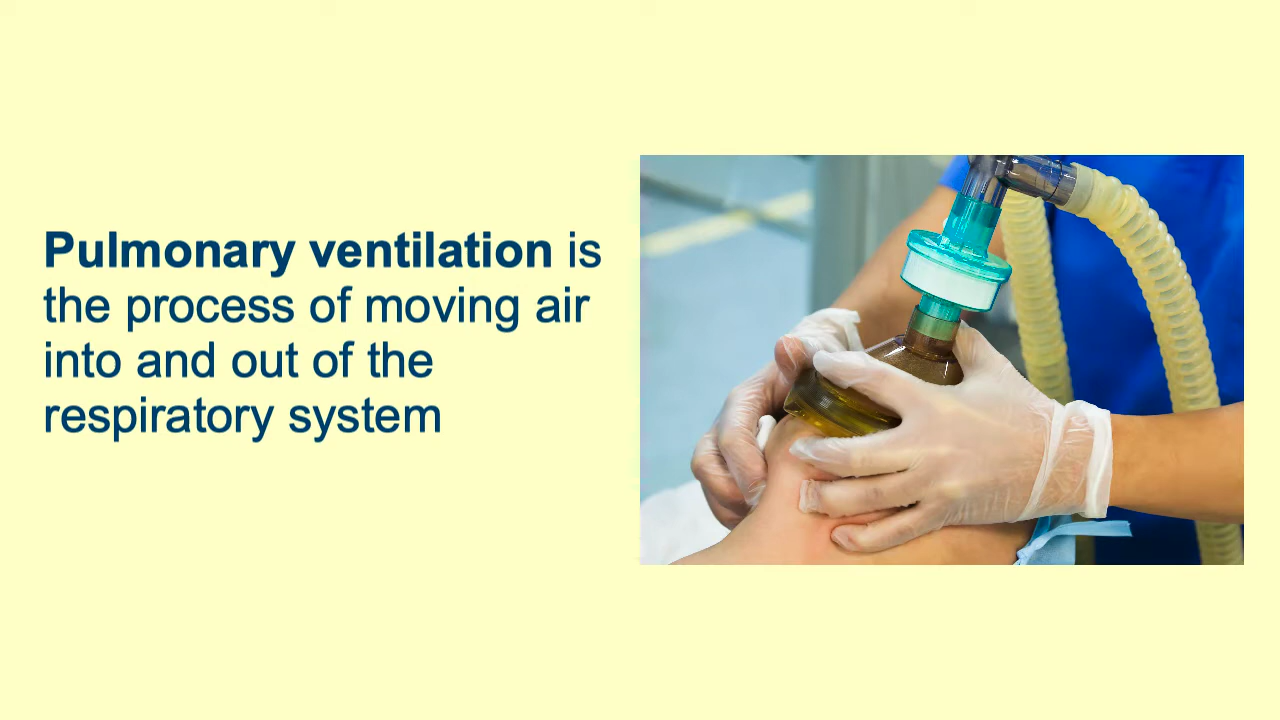 Pulmonary ventilation is
the process of moving air
into and out of the
respiratory system